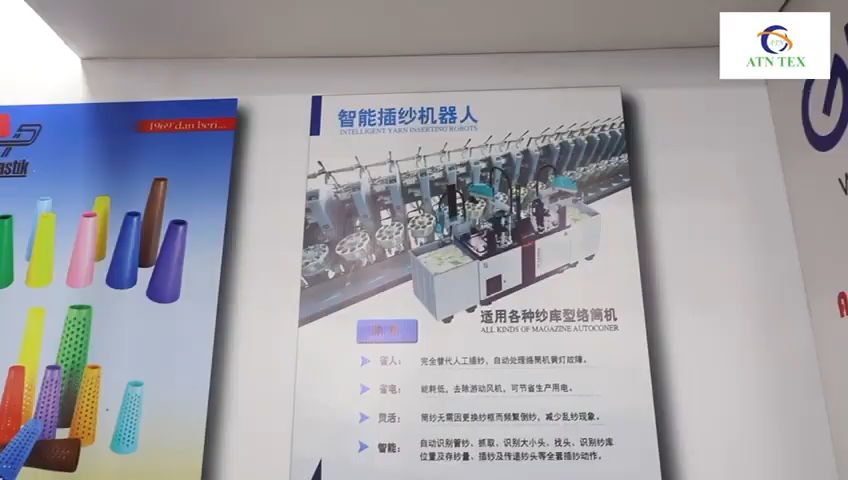 ATN
ATN TEX
1969'dan beri...
astik
智能插纱机器人
INTELLIGENT YARN INSERTING ROBOTS
适用各种纱库型络筒机
ALL KINDS OF MAGAZINE AUTOCONER
省人： 完全替代人工插纱，自动处理络筒机黄灯故障。
省电： 能耗低，去除游动风机，可节省生产用电。
灵活： 筒纱无需因更换纱框而频繁倒纱，减少乱纱现象。
智能： 自动识别管纱、抓取、识别大小头、找头、识别纱库
位置及存纱量、插纱及传递纱头等全套插纱动作。